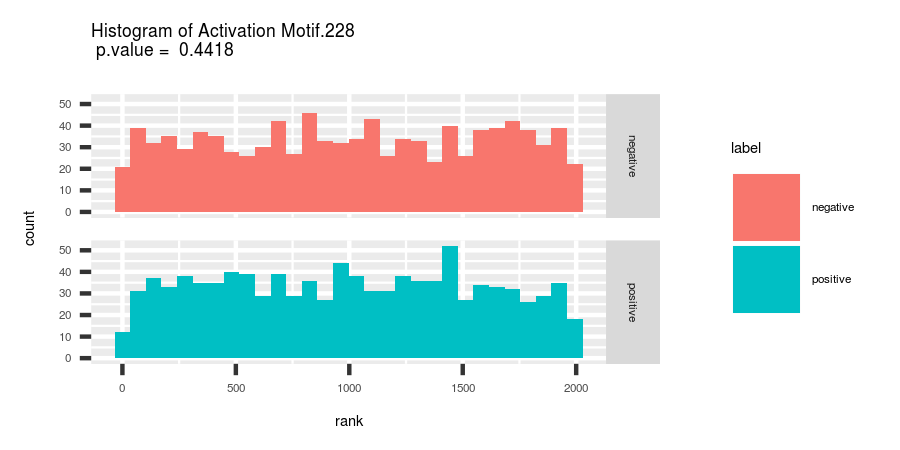 Histogram of Activation Motif.228
p.value = 0.4418
count
50
40
30
20
10
0
negative
50
40
30
20
10
0
positive
0 500 1000 1500 2000
rank
label
negative
positive